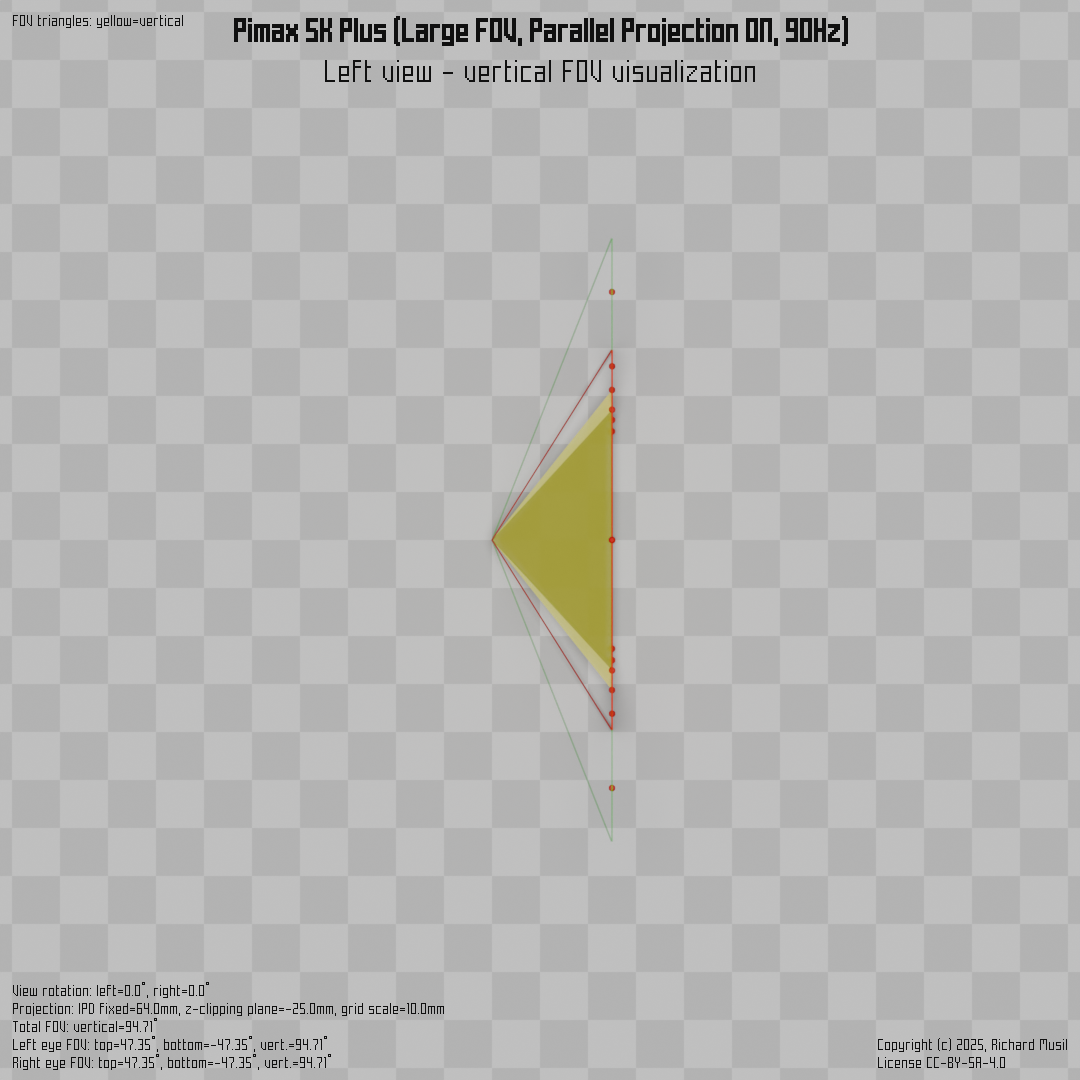 FOV triangles: yellow=vertical
Pimax 5K Plus (Large FOV, Parallel Projection ON, 90Hz)
Left view - vertical FOV visualization
View rotation: left=0.0°, right=0.0°
Projection: IPD fixed=64.0mm, z-clipping plane=-25.0mm, grid scale=10.0mm
Total FOV: vertical=94.71°
Left eye FOV: top=47.35°, bottom=-47.35°, vert.=94.71°
Right eye FOV: top=47.35°, bottom=-47.35°, vert.=94.71°
Copyright (c) 2025, Richard Musil
License CC-BY-SA-4.0